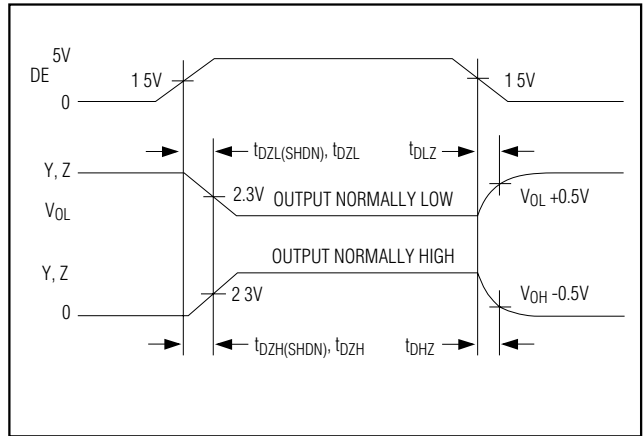 5V
DE
1 5V
1 5V
0
tDZL(SHDN), tDZL
tDLZ
Y, Z
2.3V
OUTPUT NORMALLY LOW
VOL +0.5V
VOL
OUTPUT NORMALLY HIGH
Y, Z
2 3V
VOH -0.5V
0
tDZH(SHDN), tDZH
tDHZ